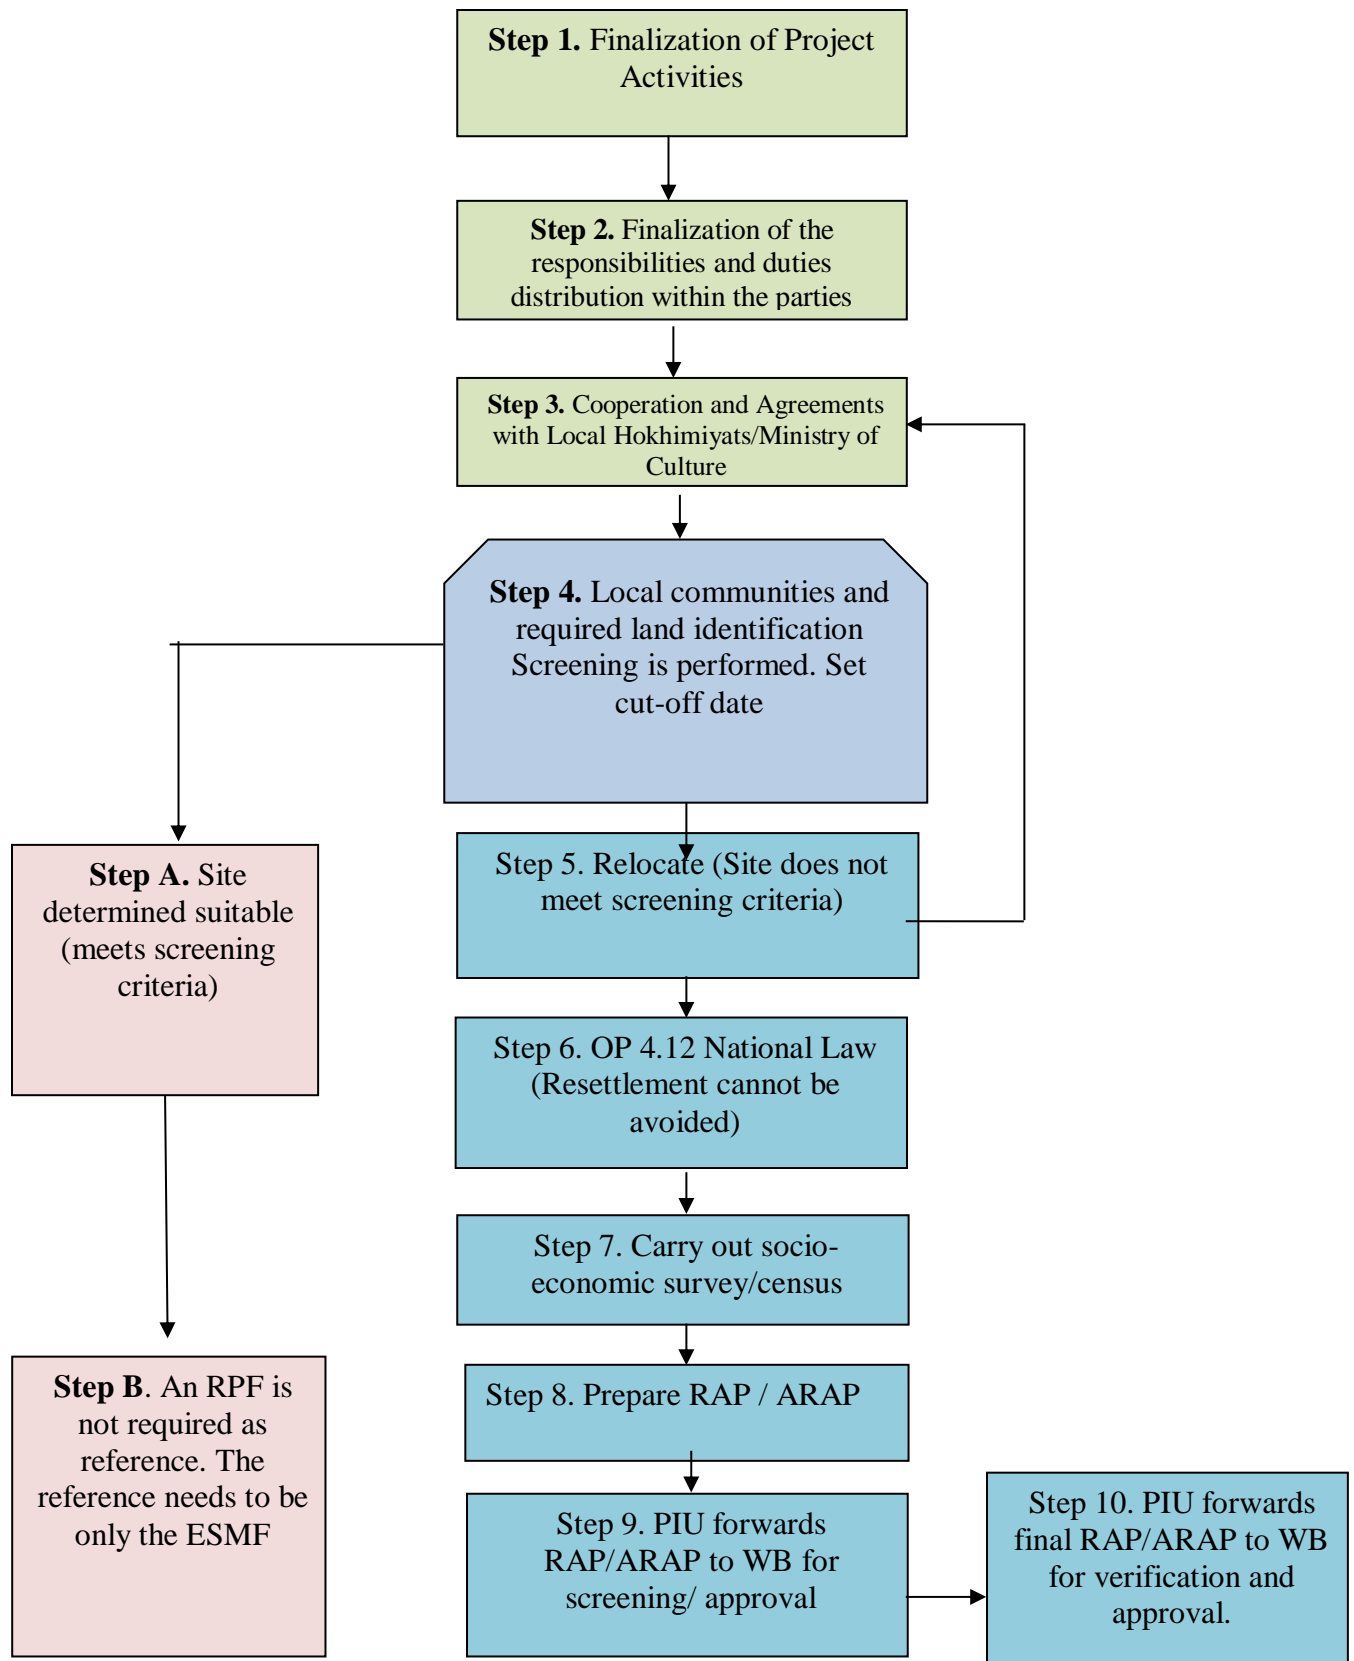 Step 1. Finalization of Project
Activities
Step 2. Finalization of the
responsibilities and duties
distribution within the parties
Step 3. Cooperation and Agreements
with Local Hokhimiyats/Ministry of
Culture
Step 4. Local communities and
required land identification
Screening is performed. Set
cut-off date
Step A. Site
determined suitable
(meets screening
criteria)
Step B. An RPF is
not required as
reference. The
reference needs to be
only the ESMF
Step 5. Relocate (Site does not
meet screening criteria)
Step 6. OP 4.12 National Law
(Resettlement cannot be
avoided)
Step 7. Carry out socio-
economic survey/census
Step 8. Prepare RAP / ARAP
Step 9. PIU forwards
RAP/ARAP to WB for
screening/ approval
Step 10. PIU forwards
final RAP/ARAP to WB
for verification and
approval.